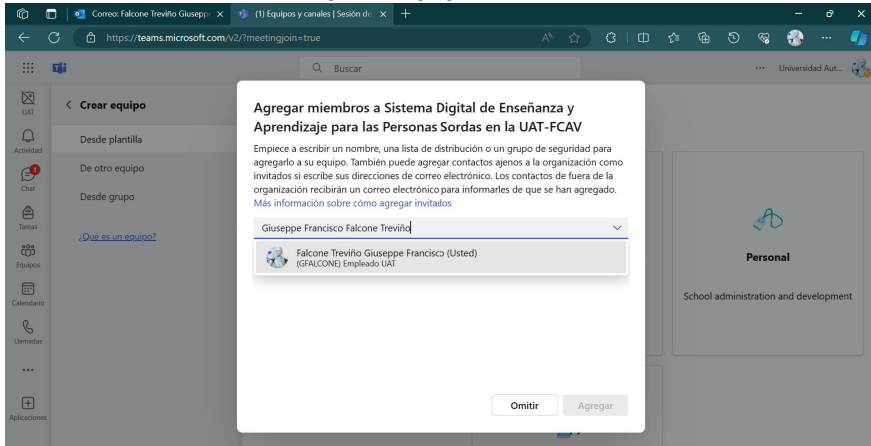 Correo: Falcone Treviño Giusepp
(1) Equipos y canales | Sesión de
https://teams.microsoft.com/v2/?meetingjoin=true
Buscar
Universidad Aut...
UAT
Actividad
Chat
Tareas
Equipos
Calendario
Llamadas
Aplicaciones
Crear equipo
Desde plantilla
De otro equipo
Desde grupo
¿Qué es un equipo?
Agregar miembros a Sistema Digital de Enseñanza y
Aprendizaje para las Personas Sordas en la UAT-FCAV
Empiece a escribir un nombre, una lista de distribución o un grupo de seguridad para
agregarlo a su equipo. También puede agregar contactos ajenos a la organización como
invitados si escribe sus direcciones de correo electrónico. Los contactos de fuera de la
organización recibirán un correo electrónico para informarles de que se han agregado.
Más información sobre cómo agregar invitados
Giuseppe Francisco Falcone Treviño
Falcone Treviño Giuseppe Francisco (Usted)
(GFALCONE) Empleado UAT
Omitir
Agregar
Personal
School administration and development